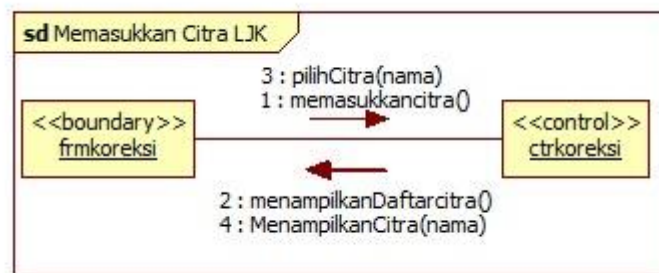 sd Memasukkan Citra LJK
3 : pilihCitra(nama)
1 : memasukkancitra()
<<boundary>>
frmkoreksi
<<control>>
ctrkoreksi
2 : menampilkanDaftarcitra()
4 : MenampilkanCitra(nama)